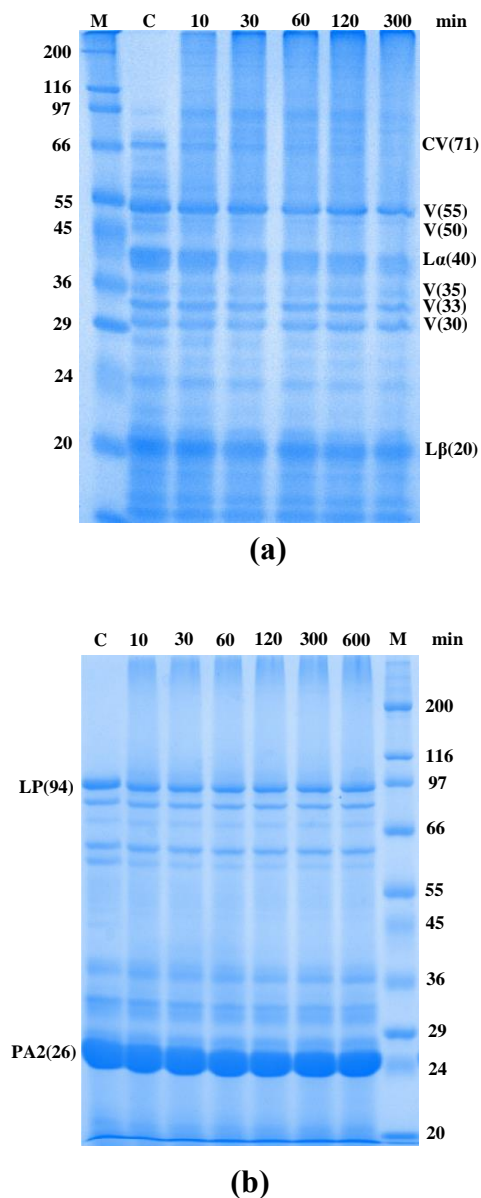 M C 10 30 60 120 300 min
200
116
97
66 CV(71)
55 V(55)
45 V(50)
Lα(40)
36 V(35)
V(33)
29 V(30)
24
20 Lβ(20)
(a)
C 10 30 60 120 300 600 M min
200
116
LP(94) 97
66
55
45
36
29
PA2(26) 24
20
(b)